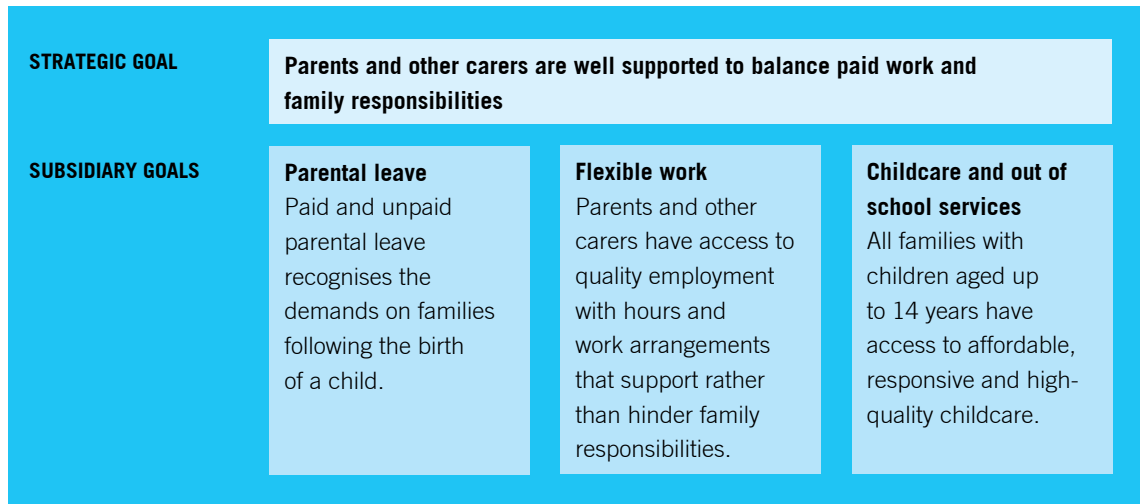 STRATEGIC GOAL
Parents and other carers are well supported to balance paid work and
family responsibilities
SUBSIDIARY GOALS
Parental leave
Paid and unpaid
parental leave
recognises the
demands on families
following the birth
of a child.
Flexible work
Parents and other
carers have access to
quality employment
with hours and
work arrangements
that support rather
than hinder family
responsibilities.
Childcare and out of
school services
All families with
children aged up
to 14 years have
access to affordable,
responsive and high-
quality childcare.